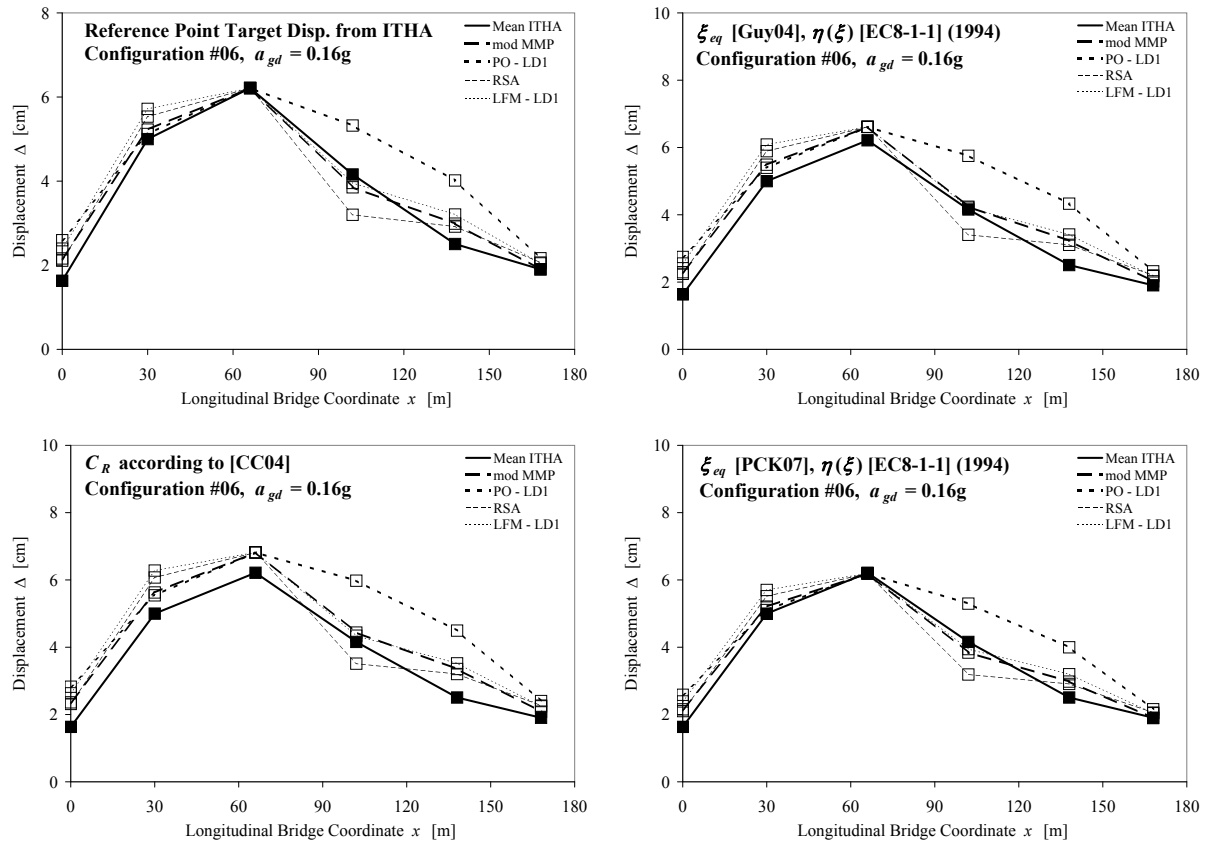 Reference Point Target Disp. from ITHA
Configuration #06, a gd = 0.16g
Mean ITHA
mod MMP
PO - LD1
RSA
LFM - LD1
Displacement Δ [cm]
8
6
4
2
0
0 30 60 90 120 150 180
Longitudinal Bridge Coordinate x [m]
ξ eq [Guy04], η(ξ) [EC8-1-1] (1994)
Configuration #06, a gd = 0.16g
Mean ITHA
mod MMP
PO - LD1
RSA
LFM - LD1
Displacement Δ [cm]
10
8
6
4
2
0
0 30 60 90 120 150 180
Longitudinal Bridge Coordinate x [m]
C R according to [CC04]
Configuration #06, a gd = 0.16g
Mean ITHA
mod MMP
PO - LD1
RSA
LFM - LD1
Displacement Δ [cm]
10
8
6
4
2
0
0 30 60 90 120 150 180
Longitudinal Bridge Coordinate x [m]
ξ eq [PCK07], η(ξ) [EC8-1-1] (1994)
Configuration #06, a gd = 0.16g
Mean ITHA
mod MMP
PO - LD1
RSA
LFM - LD1
Displacement Δ [cm]
10
8
6
4
2
0
0 30 60 90 120 150 180
Longitudinal Bridge Coordinate x [m]